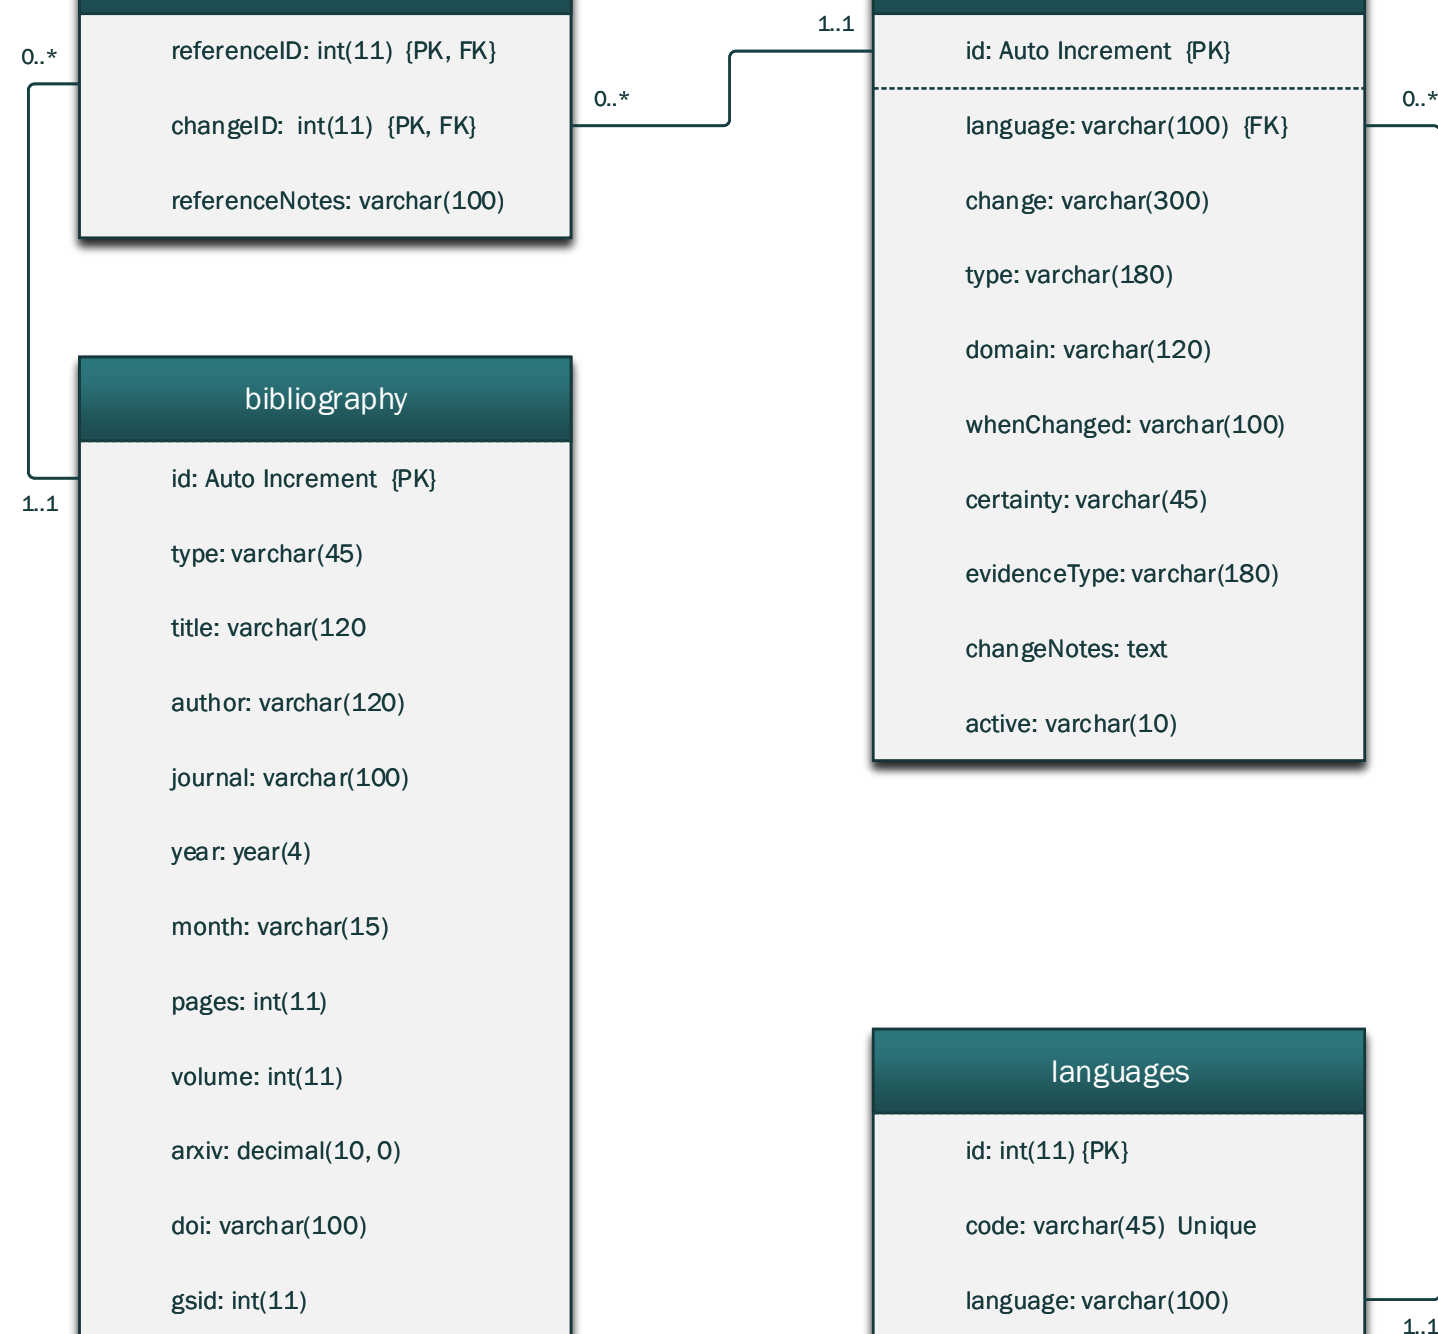 0..*
referenceID: int(11) {PK, FK}
changeID: int(11) {PK, FK}
referenceNotes: varchar(100)
0..*
1..1
id: Auto Increment {PK}
language: varchar(100) {FK}
0..*
change: varchar(300)
type: varchar(180)
domain: varchar(120)
whenChanged: varchar(100)
certainty: varchar(45)
evidenceType: varchar(180)
changeNotes: text
active: varchar(10)
bibliography
id: Auto Increment {PK}
1..1
type: varchar(45)
title: varchar(120
author: varchar(120)
journal: varchar(100)
year: year(4)
month: varchar(15)
pages: int(11)
volume: int(11)
arxiv: decimal(10, 0)
doi: varchar(100)
gsid: int(11)
languages
id: int(11) {PK}
code: varchar(45) Unique
language: varchar(100)
1..1